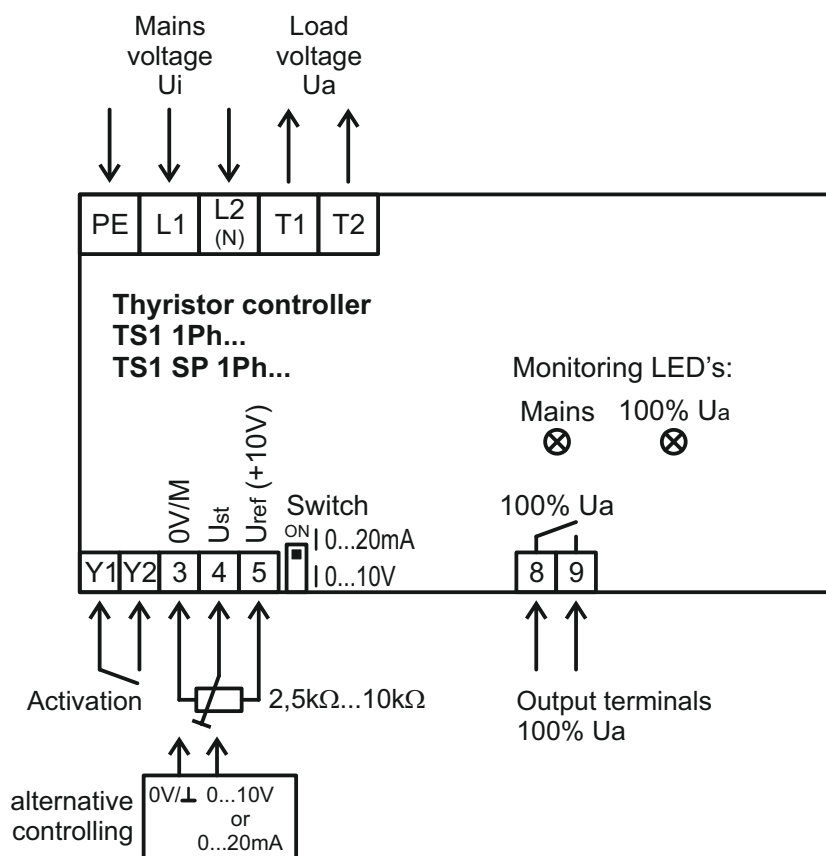 Mains
voltage
Ui
Load
voltage
Ua
PE
L1
L2
(N)
T1
T2
Thyristor controller
TS1 1Ph...
TS1 SP 1Ph...
Monitoring LED’s:
Mains
100% Ua
0V/M
Ust
Uref (+10V)
Switch
ON
0...20mA
0...10V
100% Ua
Y1
Y2
3
4
5
8
9
Activation
2,5kΩ...10kΩ
Output terminals
100% Ua
alternative
controlling
0V/⊥
0...10V
or
0...20mA